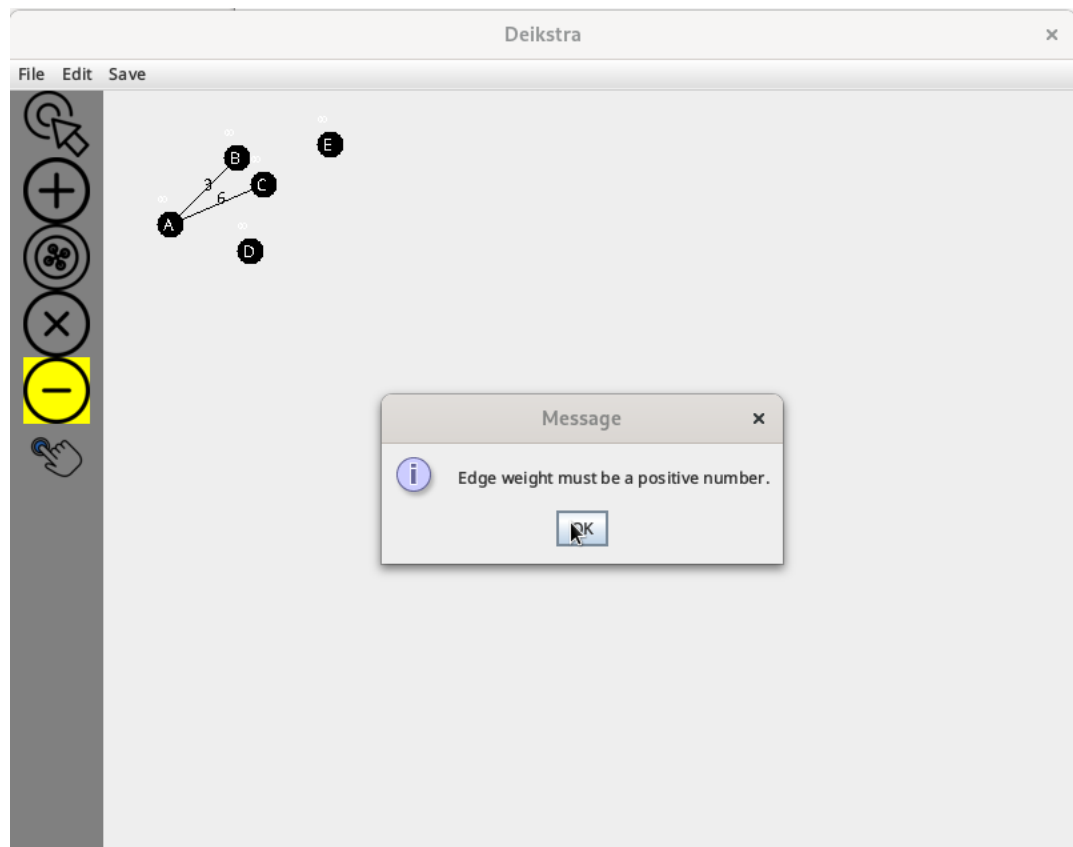 Deikstra
File Edit Save
∞
E
∞
B
∞
C
3
6
∞
A
∞
D
Message
Edge weight must be a positive number.
OK